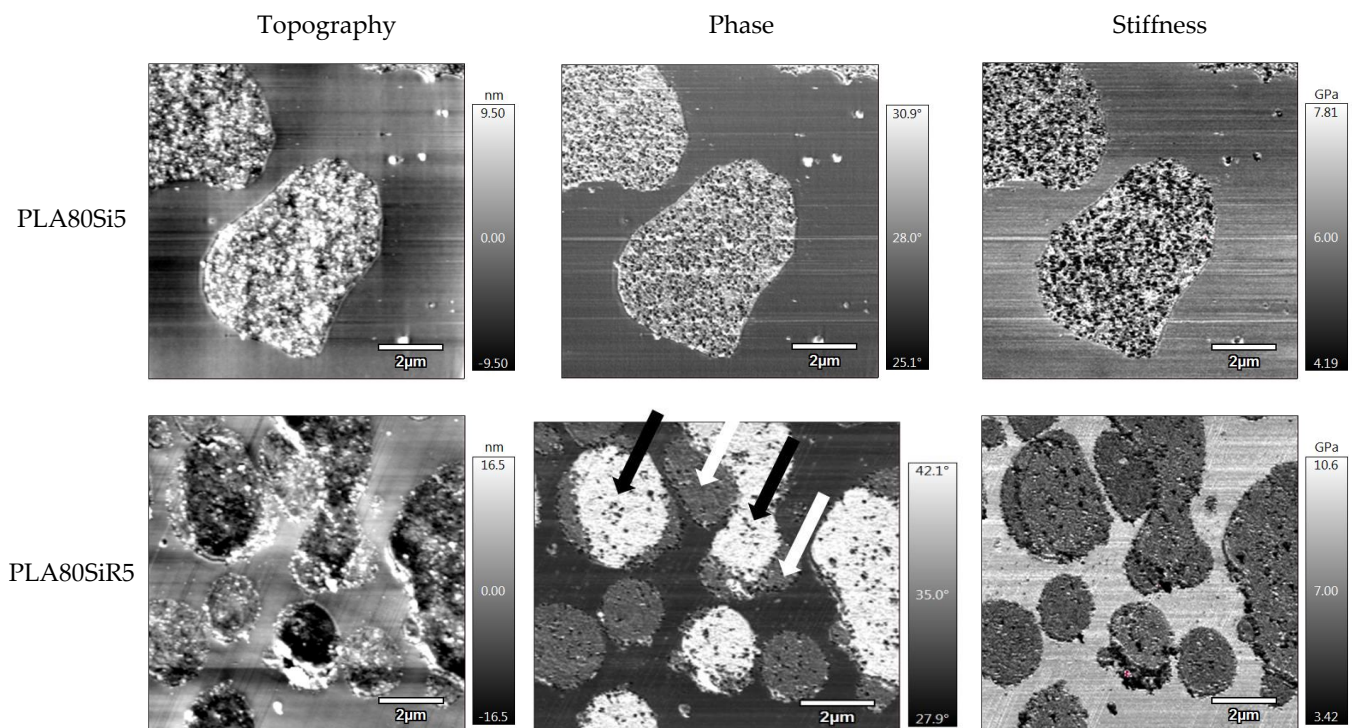 Topography Phase Stiffness
PLA80Si5
nm
9.50
0.00
-9.50
2µm
30.9°
28.0°
25.1°
2µm
GPa
7.81
6.00
4.19
2µm
PLA80SiR5
nm
16.5
0.00
-16.5
2µm
42.1°
35.0°
27.9°
2µm
GPa
10.6
7.00
3.42
2µm